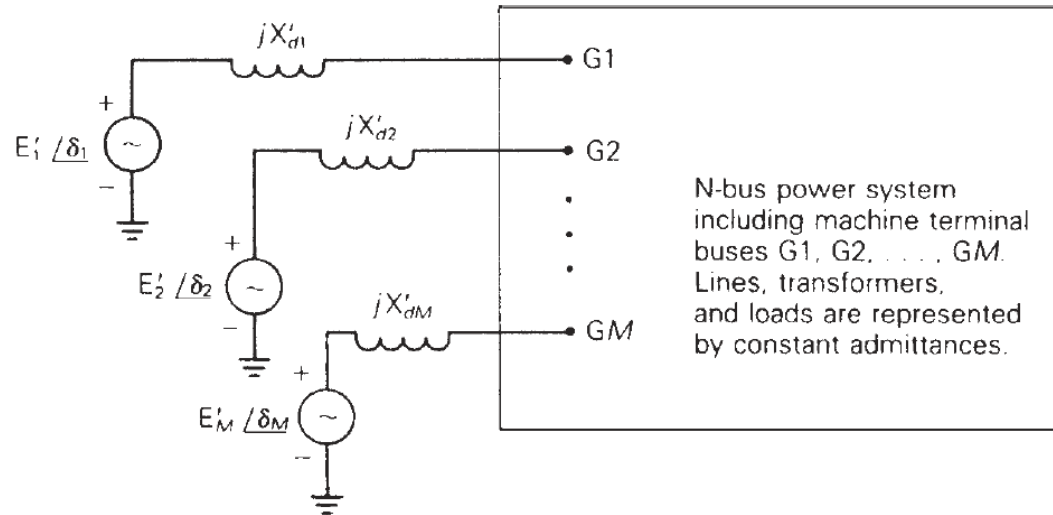 jX′d1
G1
+
E′1 /δ1
~
−
jX′d2
G2
+
E′2 /δ2
~
−
jX′dM
GM
+
E′M /δM
~
−
N-bus power system
including machine terminal
buses G1, G2, . . . , GM.
Lines, transformers,
and loads are represented
by constant admittances.